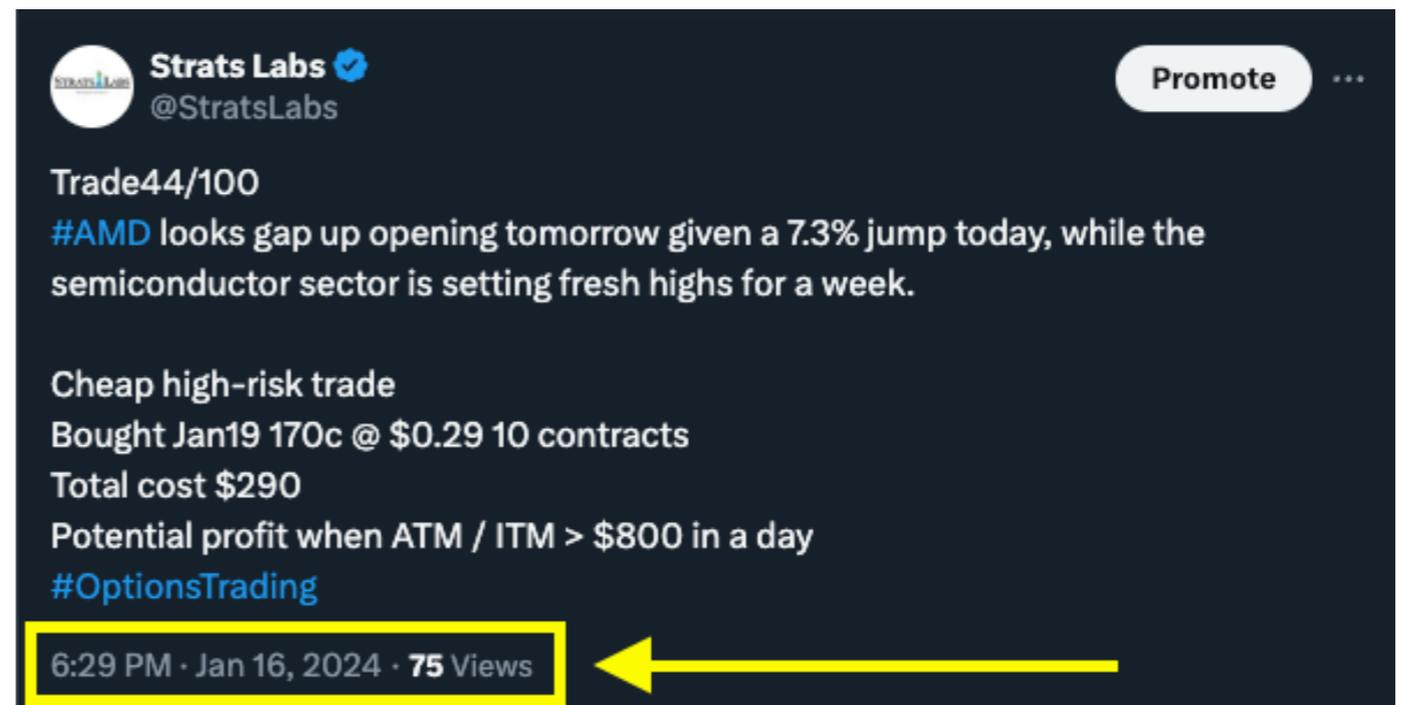 Strats Labs
@StratsLabs
Promote
STRATS LABS
Trade44/100
#AMD looks gap up opening tomorrow given a 7.3% jump today, while the
semiconductor sector is setting fresh highs for a week.
Cheap high-risk trade
Bought Jan19 170c @ $0.29 10 contracts
Total cost $290
Potential profit when ATM / ITM > $800 in a day
#OptionsTrading
6:29 PM · Jan 16, 2024 · 75 Views